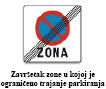 ZONA
Završetak zone u kojoj je
ograničeno trajanje parkiranja